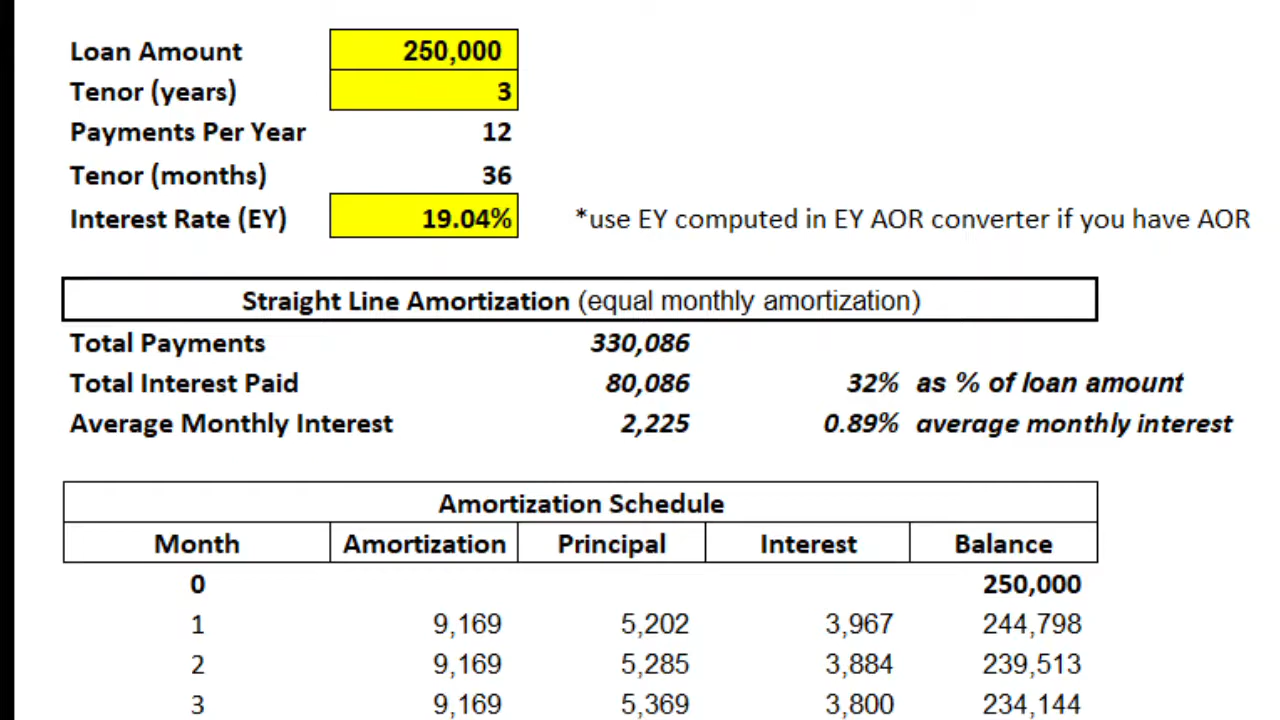 Loan Amount 250,000
Tenor (years) 3
Payments Per Year 12
Tenor (months) 36
Interest Rate (EY) 19.04% *use EY computed in EY AOR converter if you have AOR
Straight Line Amortization (equal monthly amortization)
Total Payments 330,086
Total Interest Paid 80,086 32% as % of loan amount
Average Monthly Interest 2,225 0.89% average monthly interest
Amortization Schedule
Month Amortization Principal Interest Balance
0 250,000
1 9,169 5,202 3,967 244,798
2 9,169 5,285 3,884 239,513
3 9,169 5,369 3,800 234,144